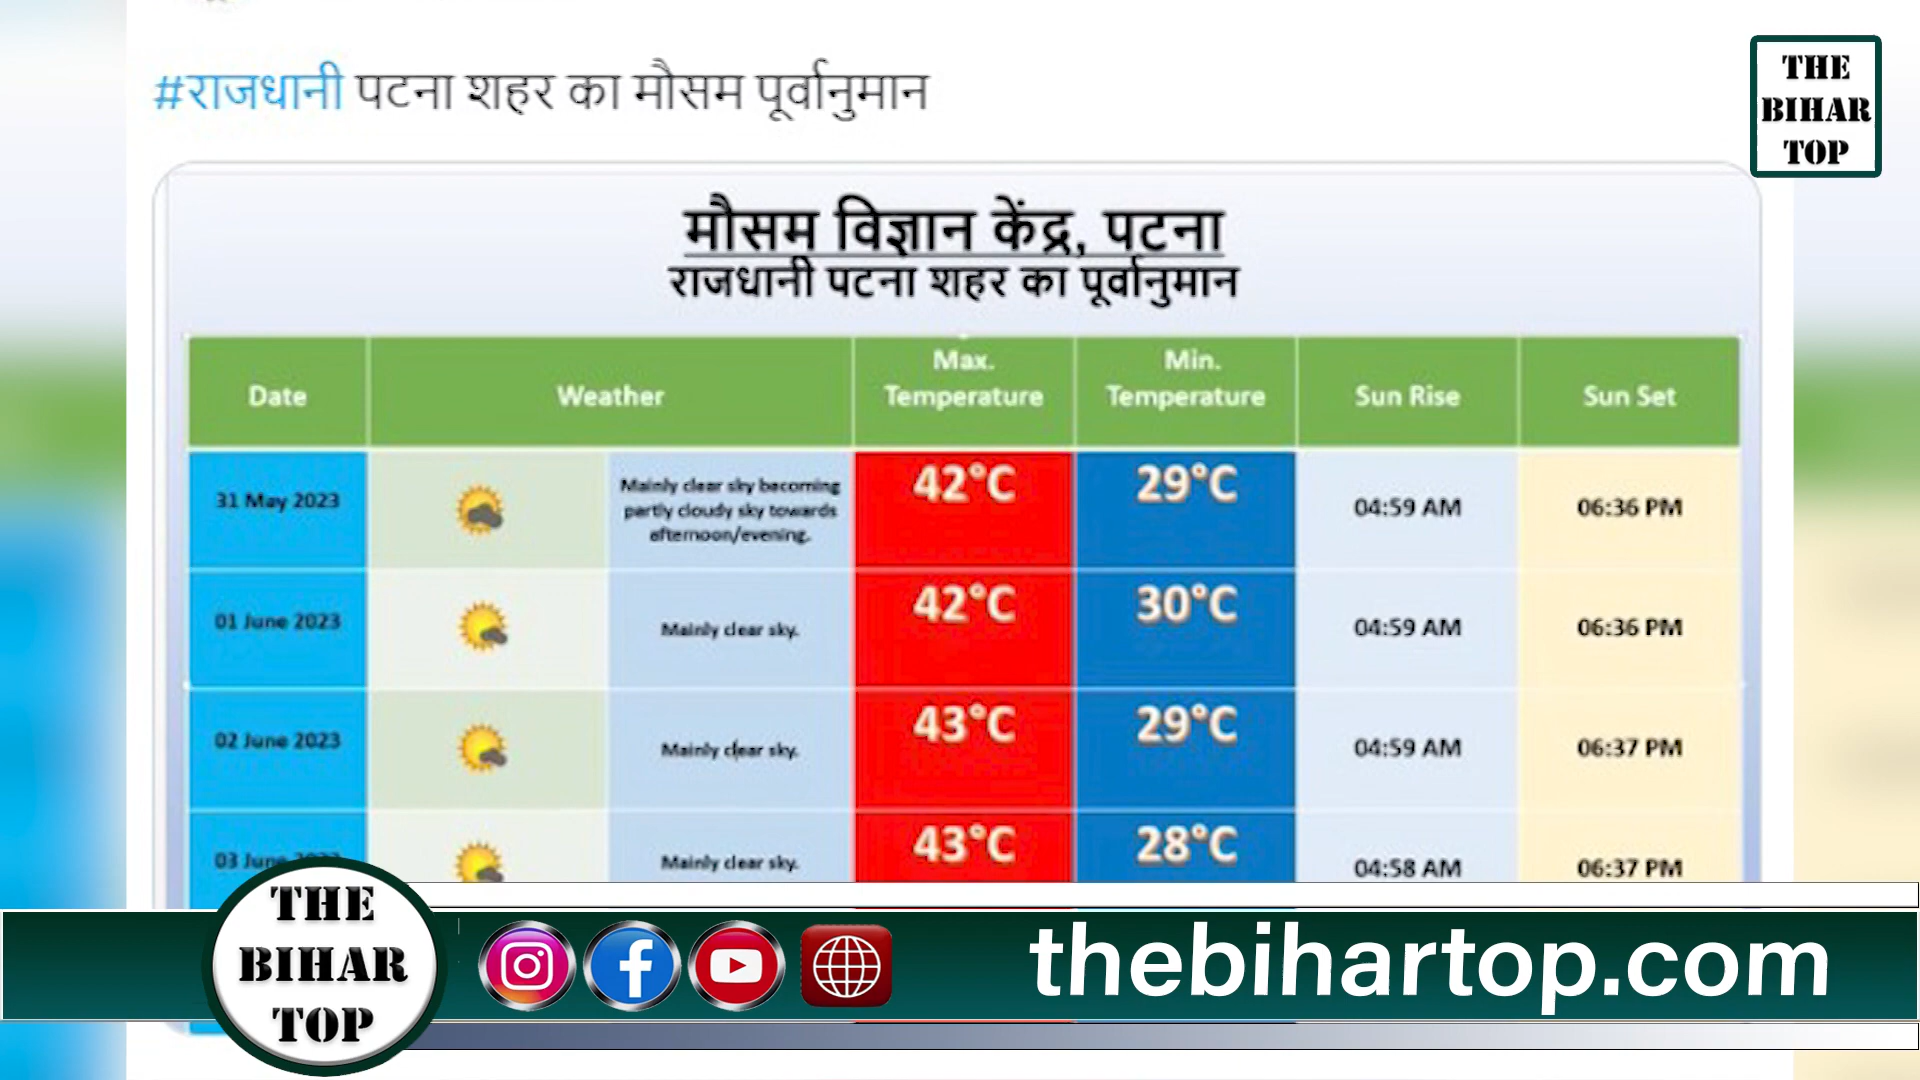 #राजधानी पटना शहर का मौसम पूर्वानुमान
THE
BIHAR
TOP
मौसम विज्ञान केंद्र, पटना
राजधानी पटना शहर का पूर्वानुमान
Date Weather Max. Temperature Min. Temperature Sun Rise Sun Set
31 May 2023
Mainly clear sky becoming
partly cloudy sky towards
afternoon/evening.
42°C 29°C 04:59 AM 06:36 PM
01 June 2023 Mainly clear sky. 42°C 30°C 04:59 AM 06:36 PM
02 June 2023 Mainly clear sky. 43°C 29°C 04:59 AM 06:37 PM
03 June Mainly clear sky. 43°C 28°C 04:58 AM 06:37 PM
THE
BIHAR
TOP
thebihartop.com